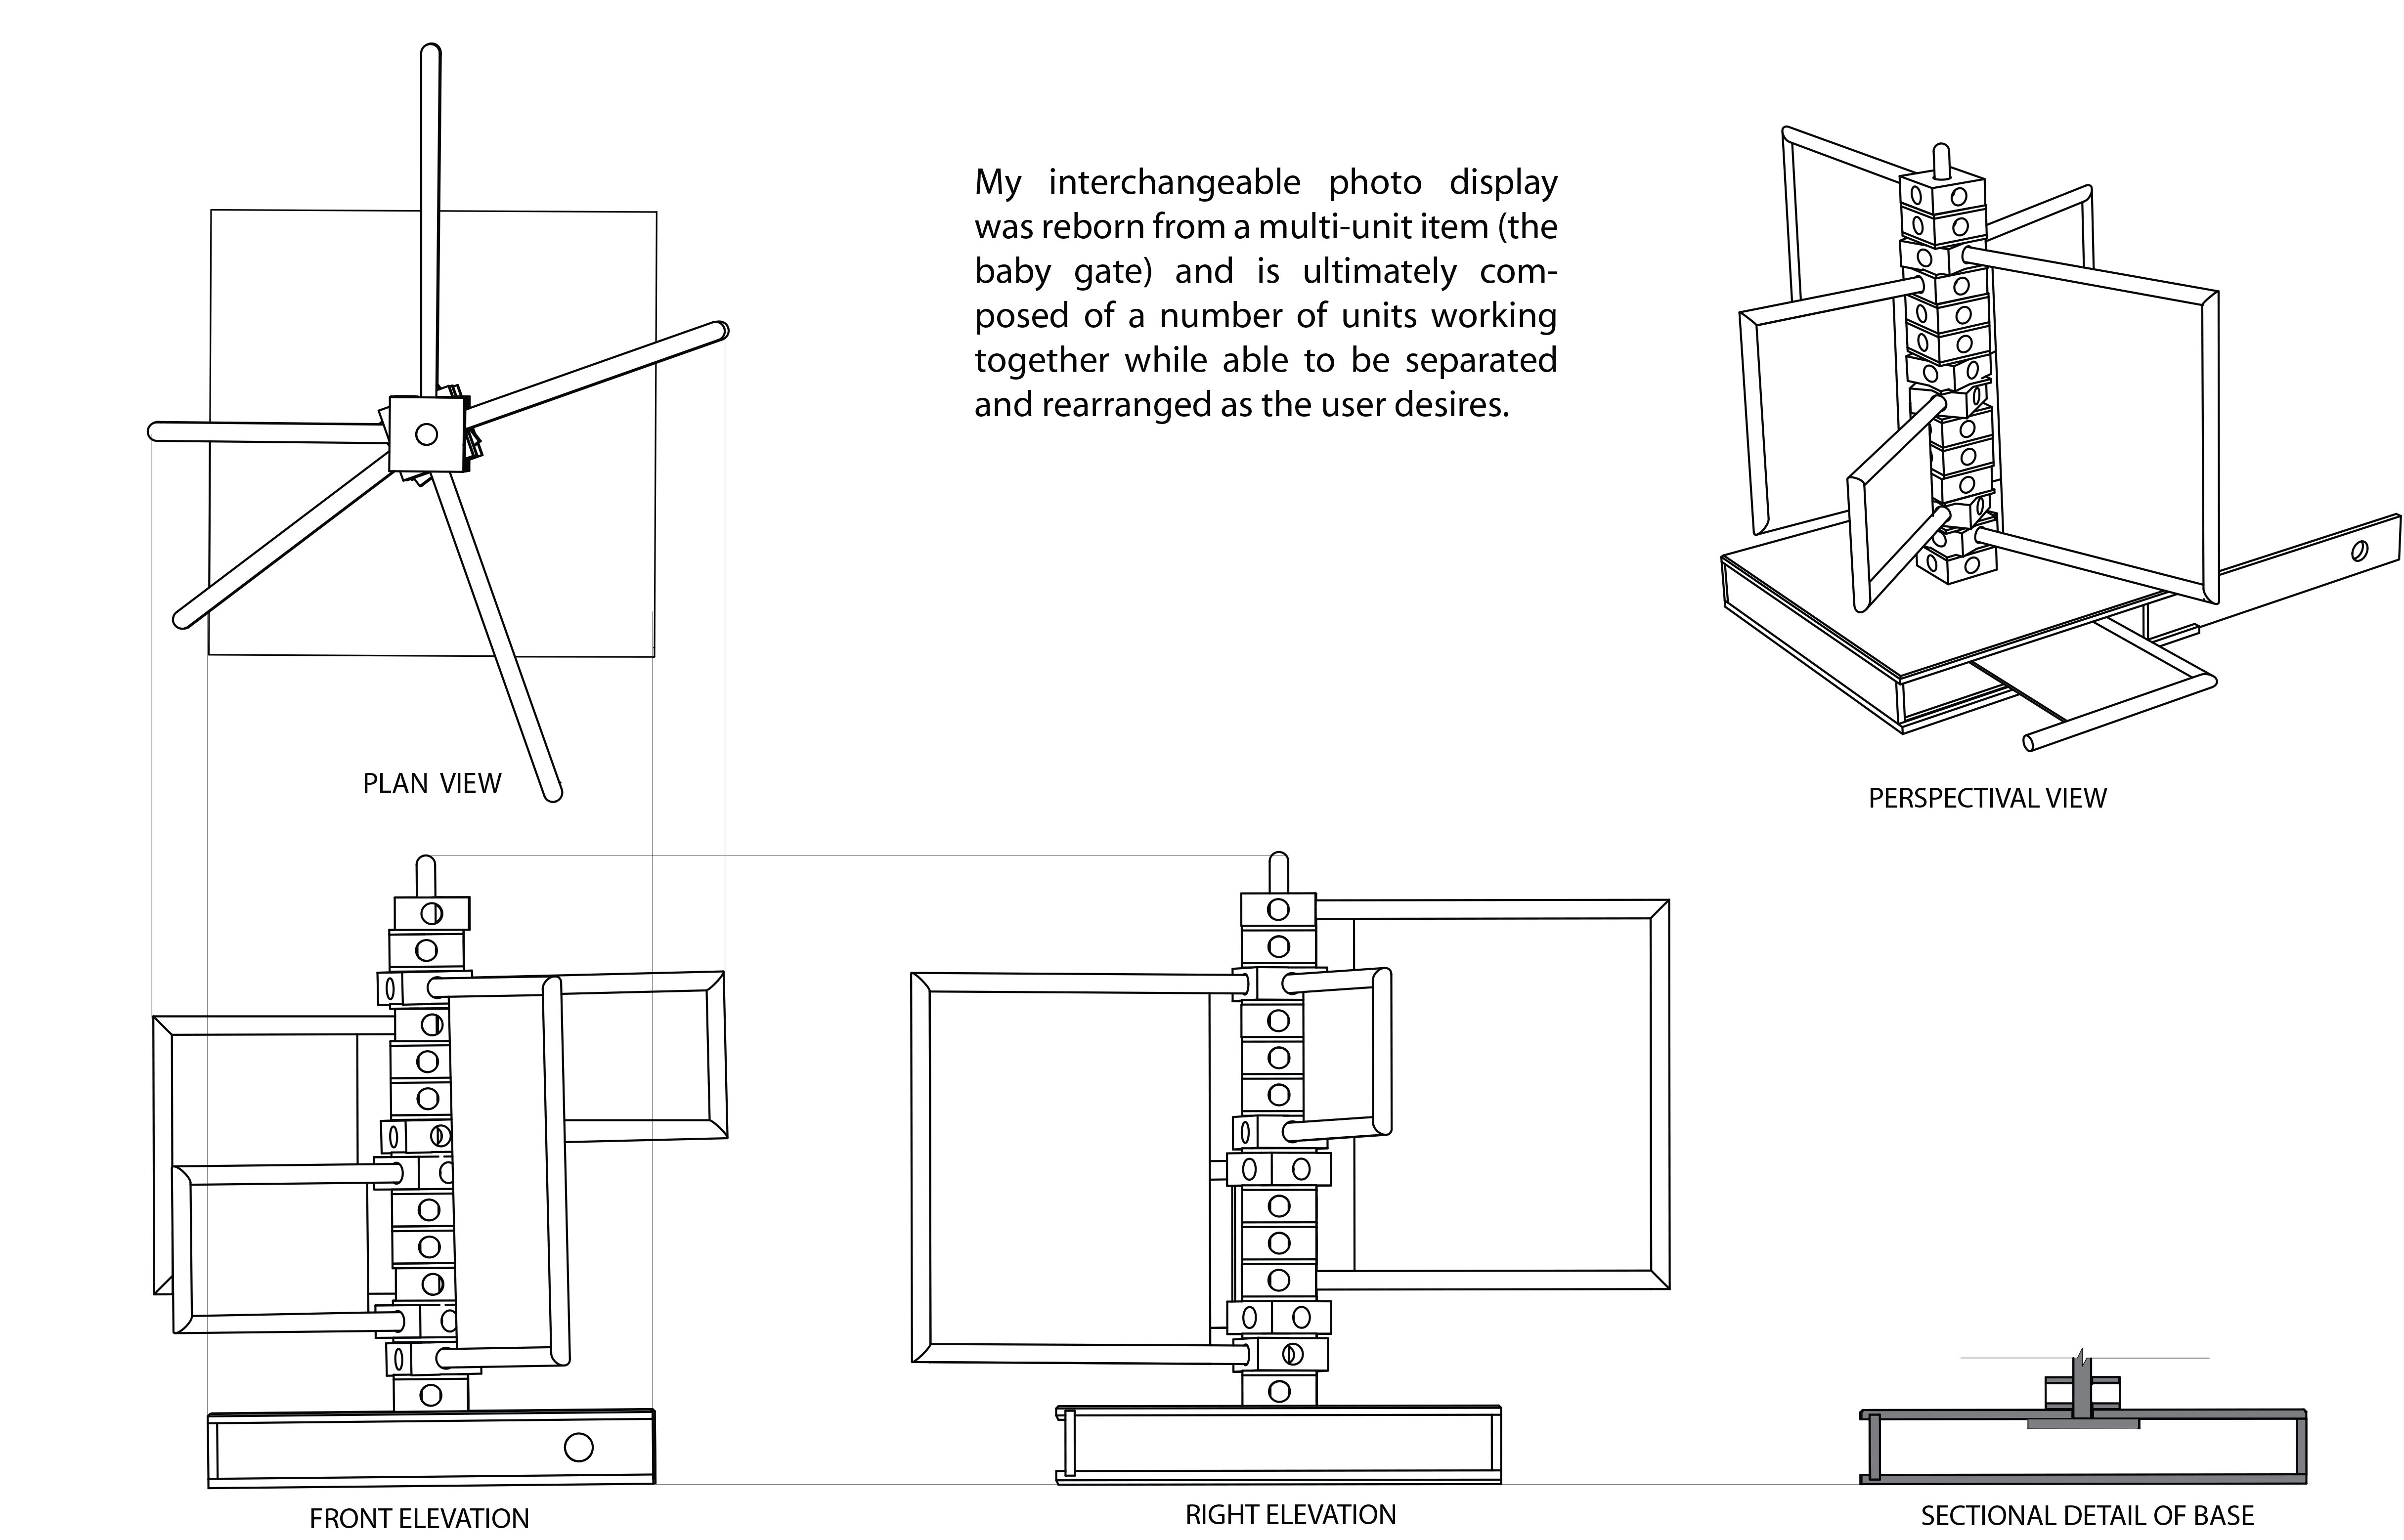 My interchangeable photo display
was reborn from a multi-unit item (the
baby gate) and is ultimately com-
posed of a number of units working
together while able to be separated
and rearranged as the user desires.
PLAN VIEW
PERSPECTIVAL VIEW
FRONT ELEVATION
RIGHT ELEVATION
SECTIONAL DETAIL OF BASE